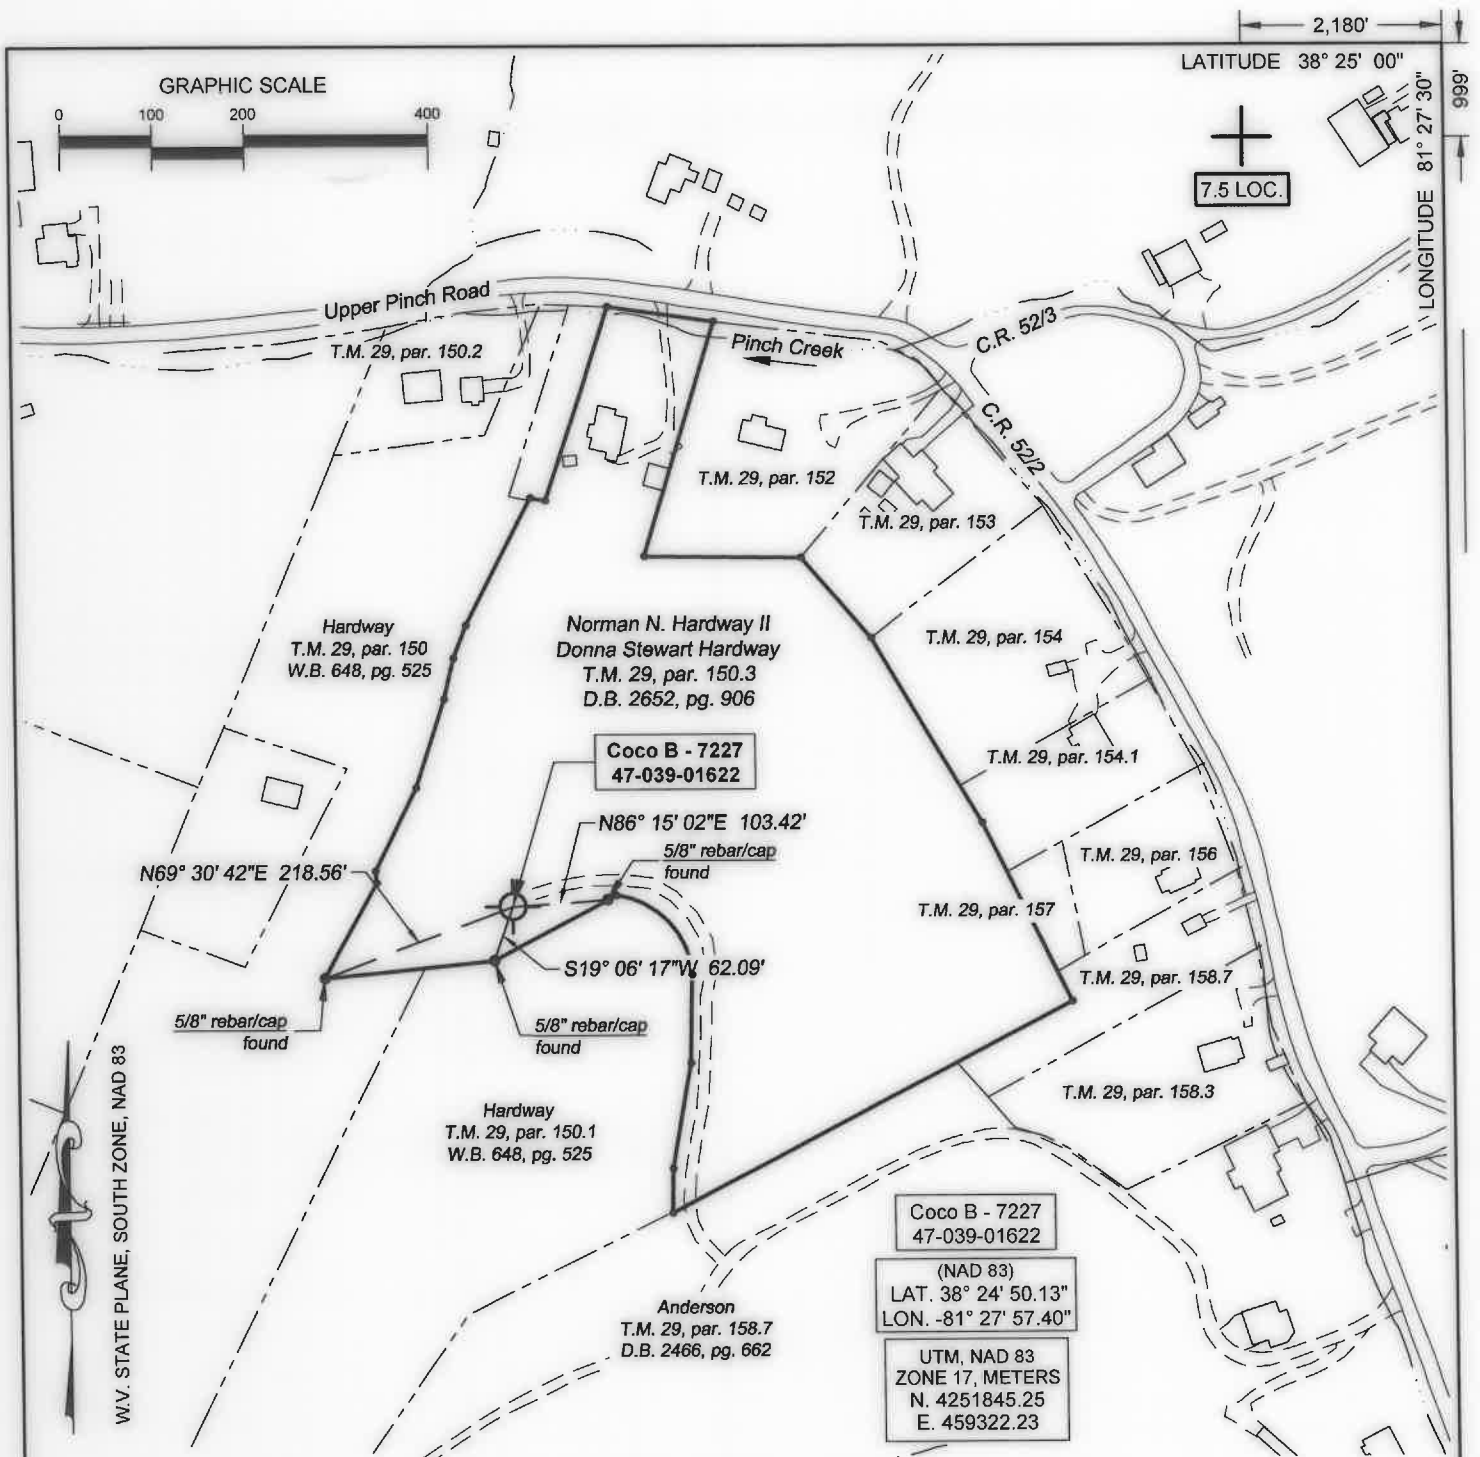 2,180'
LATITUDE 38° 25' 00"
999'
LONGITUDE 81° 27' 30"
7.5 LOC.
GRAPHIC SCALE
0 100 200 400
Upper Pinch Road
T.M. 29, par. 150.2
Pinch Creek
C.R. 52/3
C.R. 52/2
T.M. 29, par. 152
T.M. 29, par. 153
Hardway
T.M. 29, par. 150
W.B. 648, pg. 525
Norman N. Hardway II
Donna Stewart Hardway
T.M. 29, par. 150.3
D.B. 2652, pg. 906
T.M. 29, par. 154
T.M. 29, par. 154.1
Coco B - 7227
47-039-01622
N86° 15' 02"E 103.42'
5/8" rebar/cap
found
N69° 30' 42"E 218.56'
T.M. 29, par. 156
T.M. 29, par. 157
S19° 06' 17"W 62.09'
T.M. 29, par. 158.7
5/8" rebar/cap
found
5/8" rebar/cap
found
T.M. 29, par. 158.3
W.V. STATE PLANE, SOUTH ZONE, NAD 83
Hardway
T.M. 29, par. 150.1
W.B. 648, pg. 525
Coco B - 7227
47-039-01622
(NAD 83)
LAT. 38° 24' 50.13"
LON. -81° 27' 57.40"
Anderson
T.M. 29, par. 158.7
D.B. 2466, pg. 662
UTM, NAD 83
ZONE 17, METERS
N. 4251845.25
E. 459322.23